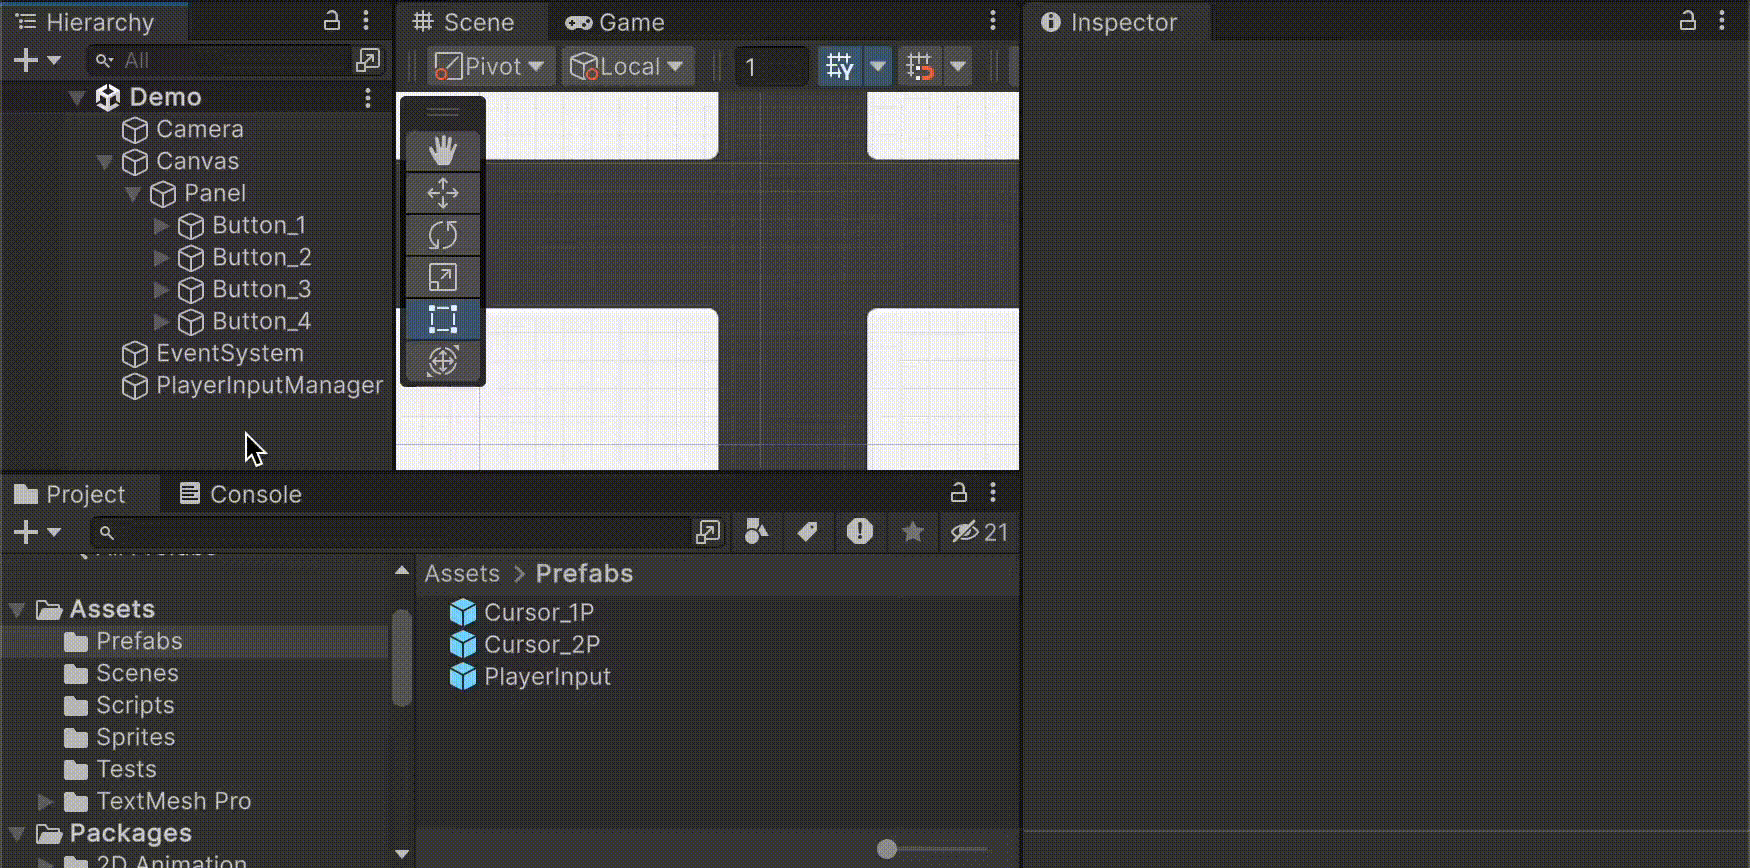 Hierarchy
All
Demo
Camera
Canvas
Panel
Button_1
Button_2
Button_3
Button_4
EventSystem
PlayerInputManager
Scene
Game
Pivot
Local
1
Inspector
Project
Console
21
Assets
Prefabs
Scenes
Scripts
Sprites
Tests
TextMesh Pro
Packages
2D Animation
Assets > Prefabs
Cursor_1P
Cursor_2P
PlayerInput